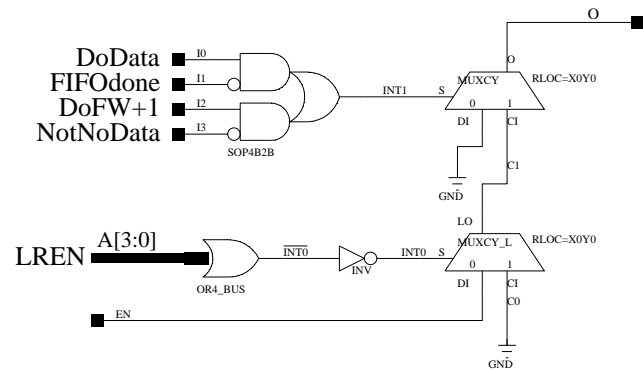 O
DoData I0
FIFOdone I1
DoFW+1 I2
NotNoData I3
SOP4B2B
INT1 S
O
MUXCY RLOC=X0Y0
0 1
DI CI
GND
C1
LREN A[3:0]
OR4_BUS
INT0
INV
INT0 S
LO
MUXCY_L RLOC=X0Y0
0 1
DI CI
EN
C0
GND